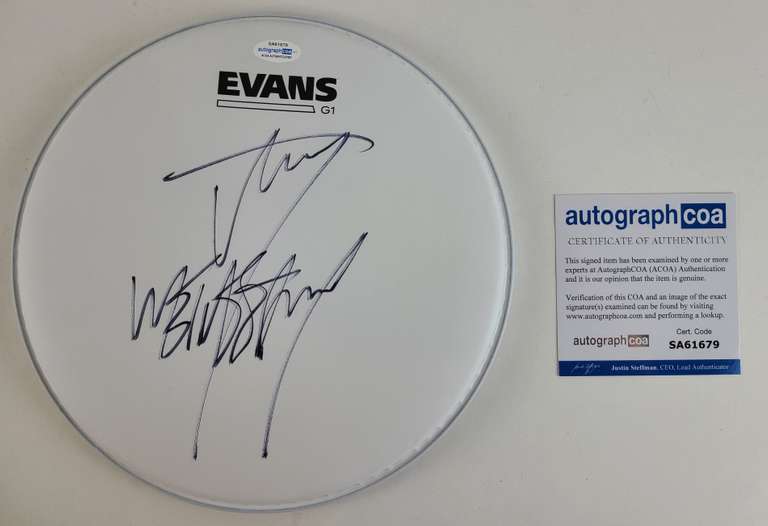 SA61679
autographcoa
EVANS
G1
autographcoa
CERTIFICATE OF AUTHENTICITY
This signed item has been examined by one or more
experts at AutographCOA (ACOA) Authentication
and it is our opinion that the item is genuine.
Verification of this COA and an image of the exact
signature(s) examined can be found by visiting
www.autographcoa.com and performing a lookup.
Cert. Code
autographcoa
SA61679
Justin Steffman, CEO, Lead Authenticator